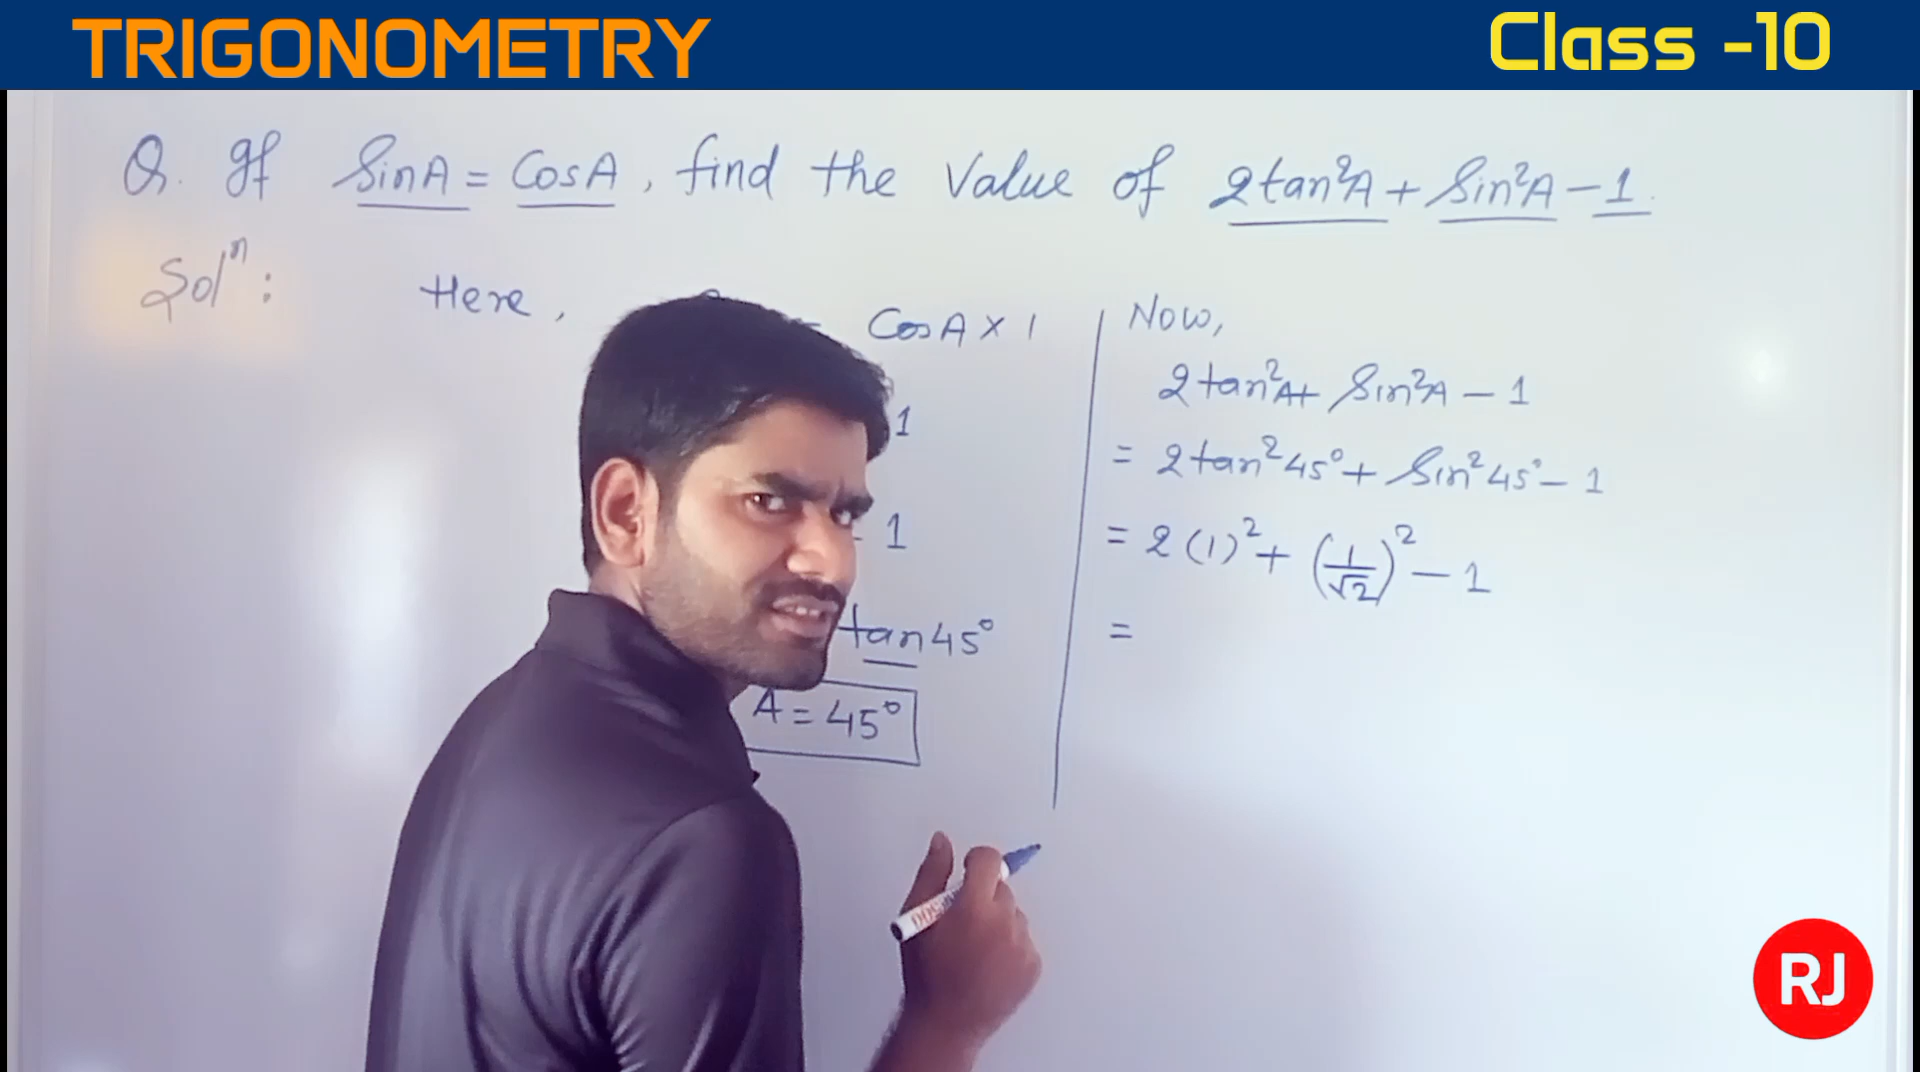 TRIGONOMETRY
Class -10
Q. If SinA = CosA, find the Value of 2tan²A + Sin²A - 1.
Solⁿ:
Here,
CosA × 1
1
1
tan45°
A = 45°
Now,
2tan²A + Sin²A - 1
= 2tan²45° + Sin²45° - 1
= 2(1)² + (1/√2)² - 1
=
RJ